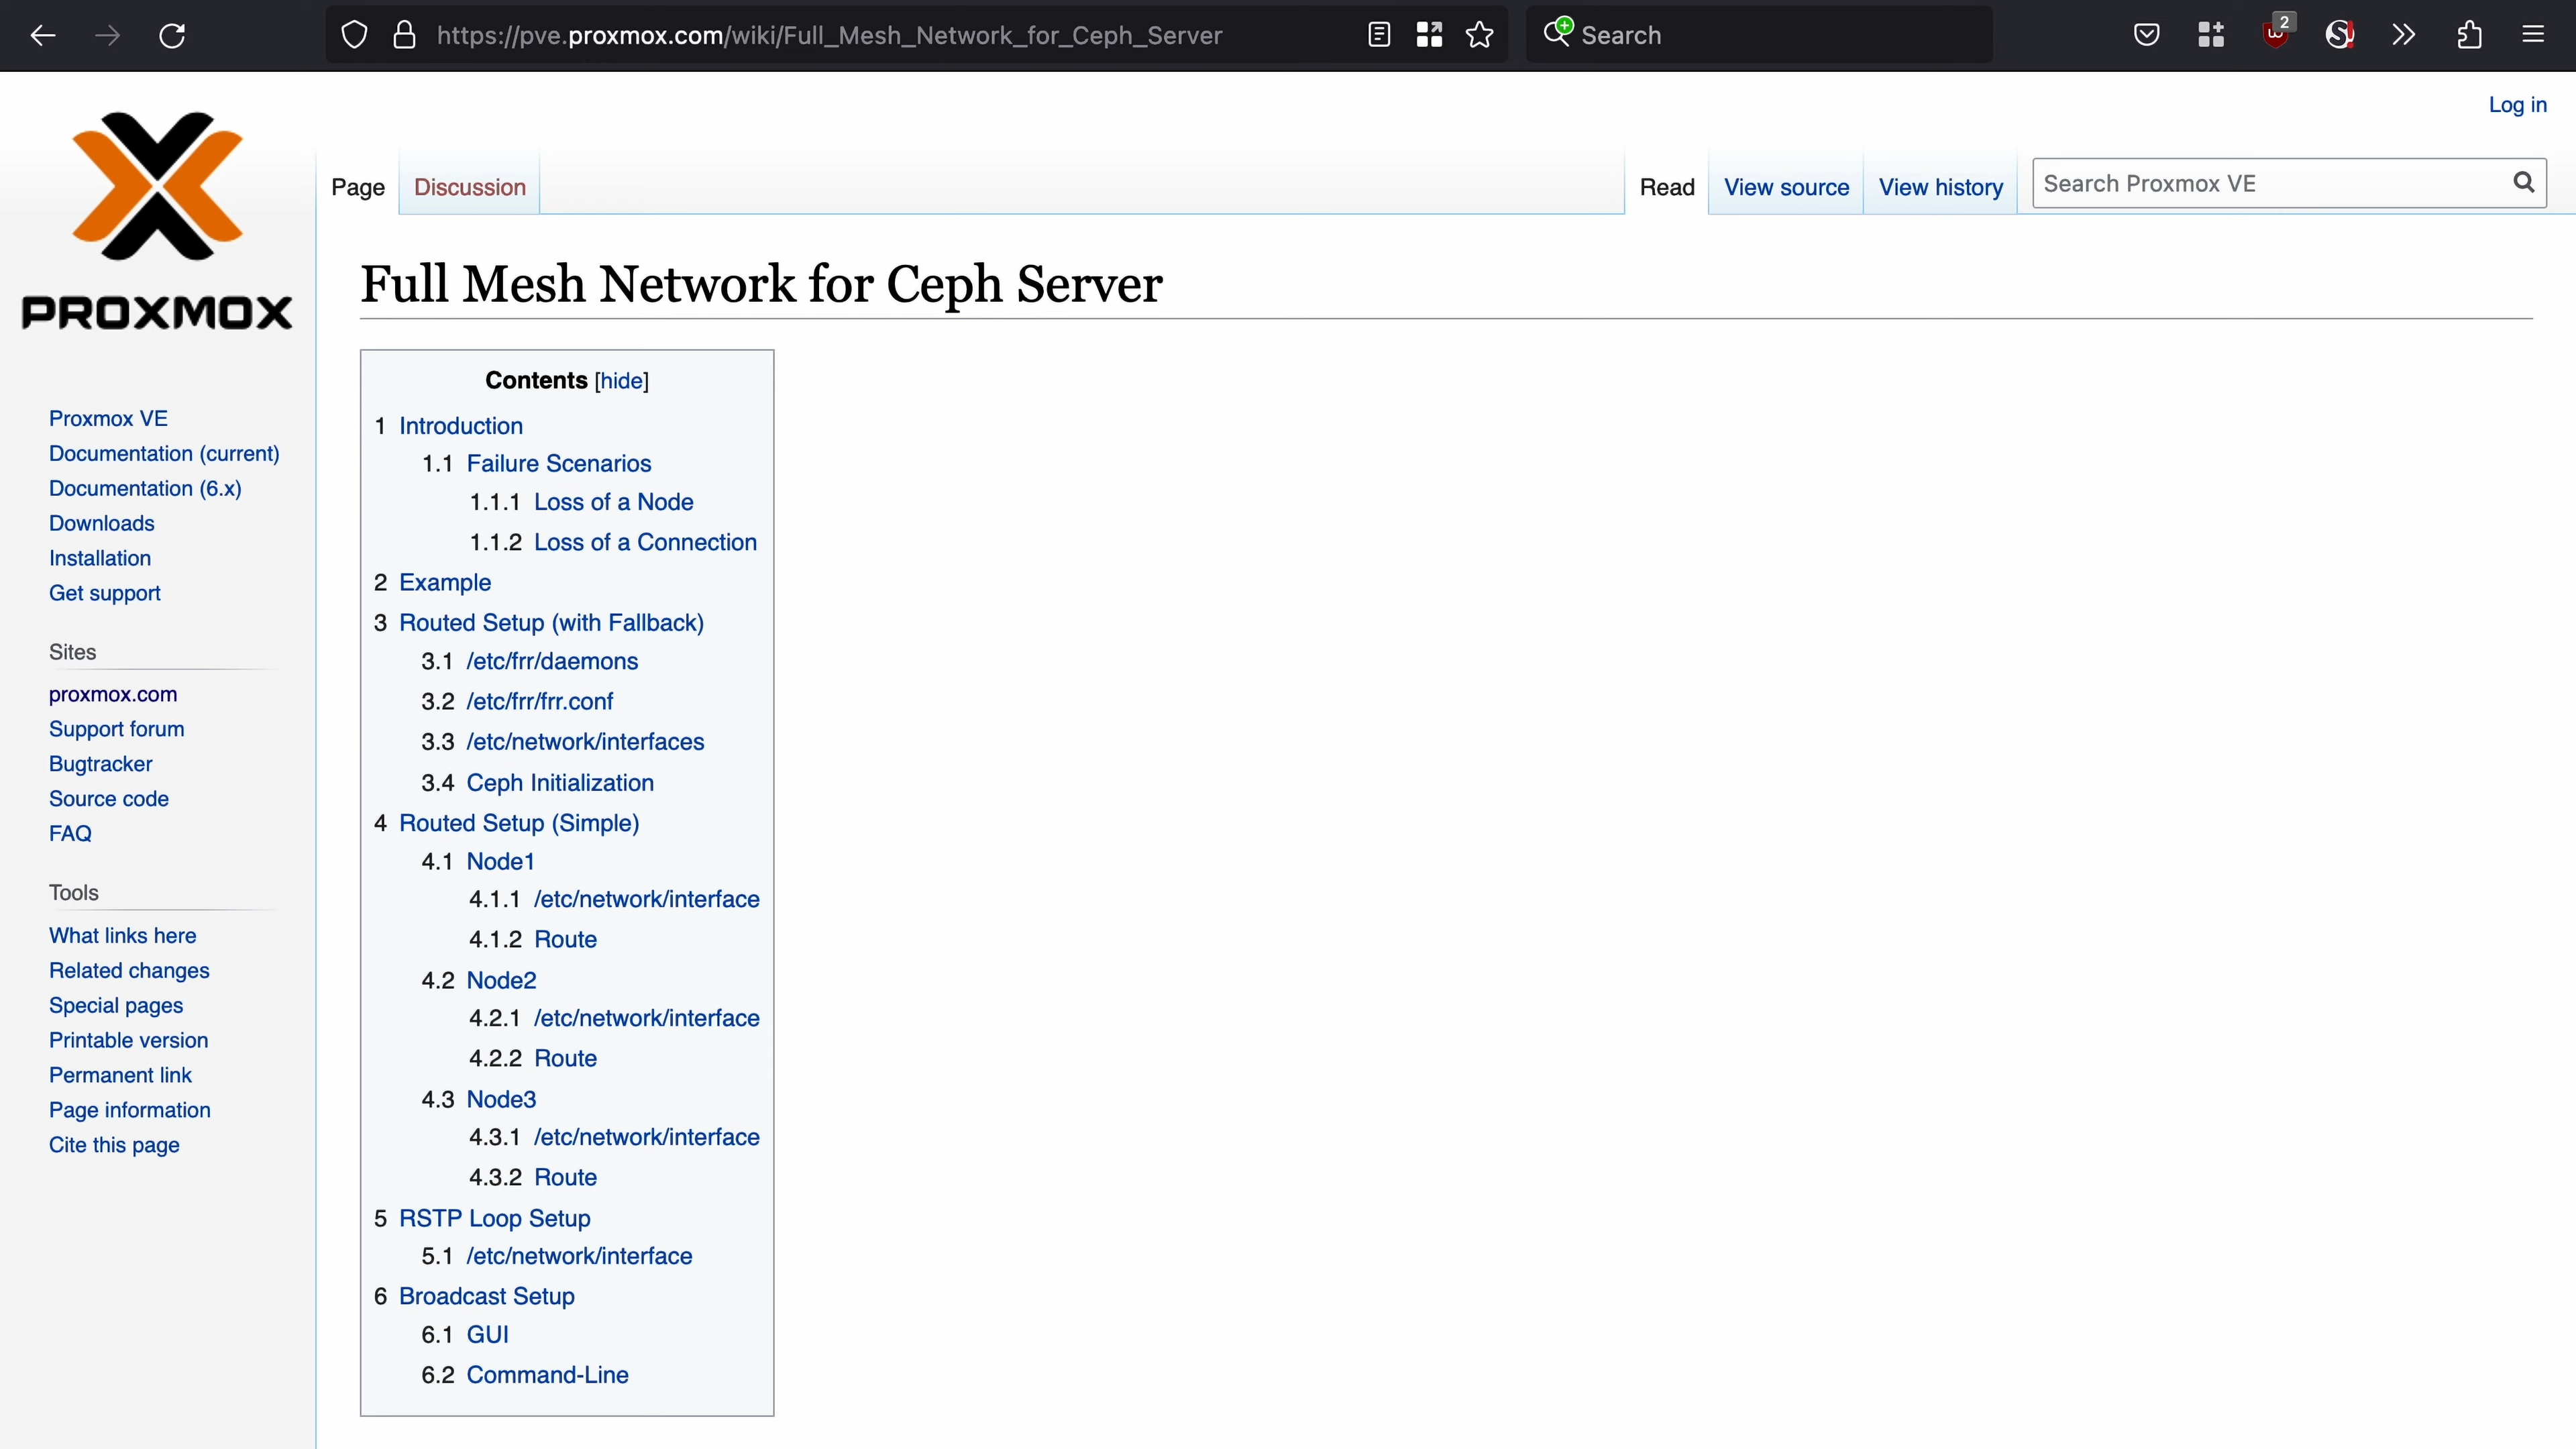 https://pve.proxmox.com/wiki/Full_Mesh_Network_for_Ceph_Server
Search
2
Log in
PROXMOX
Page
Discussion
Read
View source
View history
Search Proxmox VE
Full Mesh Network for Ceph Server
Proxmox VE
Documentation (current)
Documentation (6.x)
Downloads
Installation
Get support
Sites
proxmox.com
Support forum
Bugtracker
Source code
FAQ
Tools
What links here
Related changes
Special pages
Printable version
Permanent link
Page information
Cite this page
Contents [hide]
1 Introduction
1.1 Failure Scenarios
1.1.1 Loss of a Node
1.1.2 Loss of a Connection
2 Example
3 Routed Setup (with Fallback)
3.1 /etc/frr/daemons
3.2 /etc/frr/frr.conf
3.3 /etc/network/interfaces
3.4 Ceph Initialization
4 Routed Setup (Simple)
4.1 Node1
4.1.1 /etc/network/interface
4.1.2 Route
4.2 Node2
4.2.1 /etc/network/interface
4.2.2 Route
4.3 Node3
4.3.1 /etc/network/interface
4.3.2 Route
5 RSTP Loop Setup
5.1 /etc/network/interface
6 Broadcast Setup
6.1 GUI
6.2 Command-Line